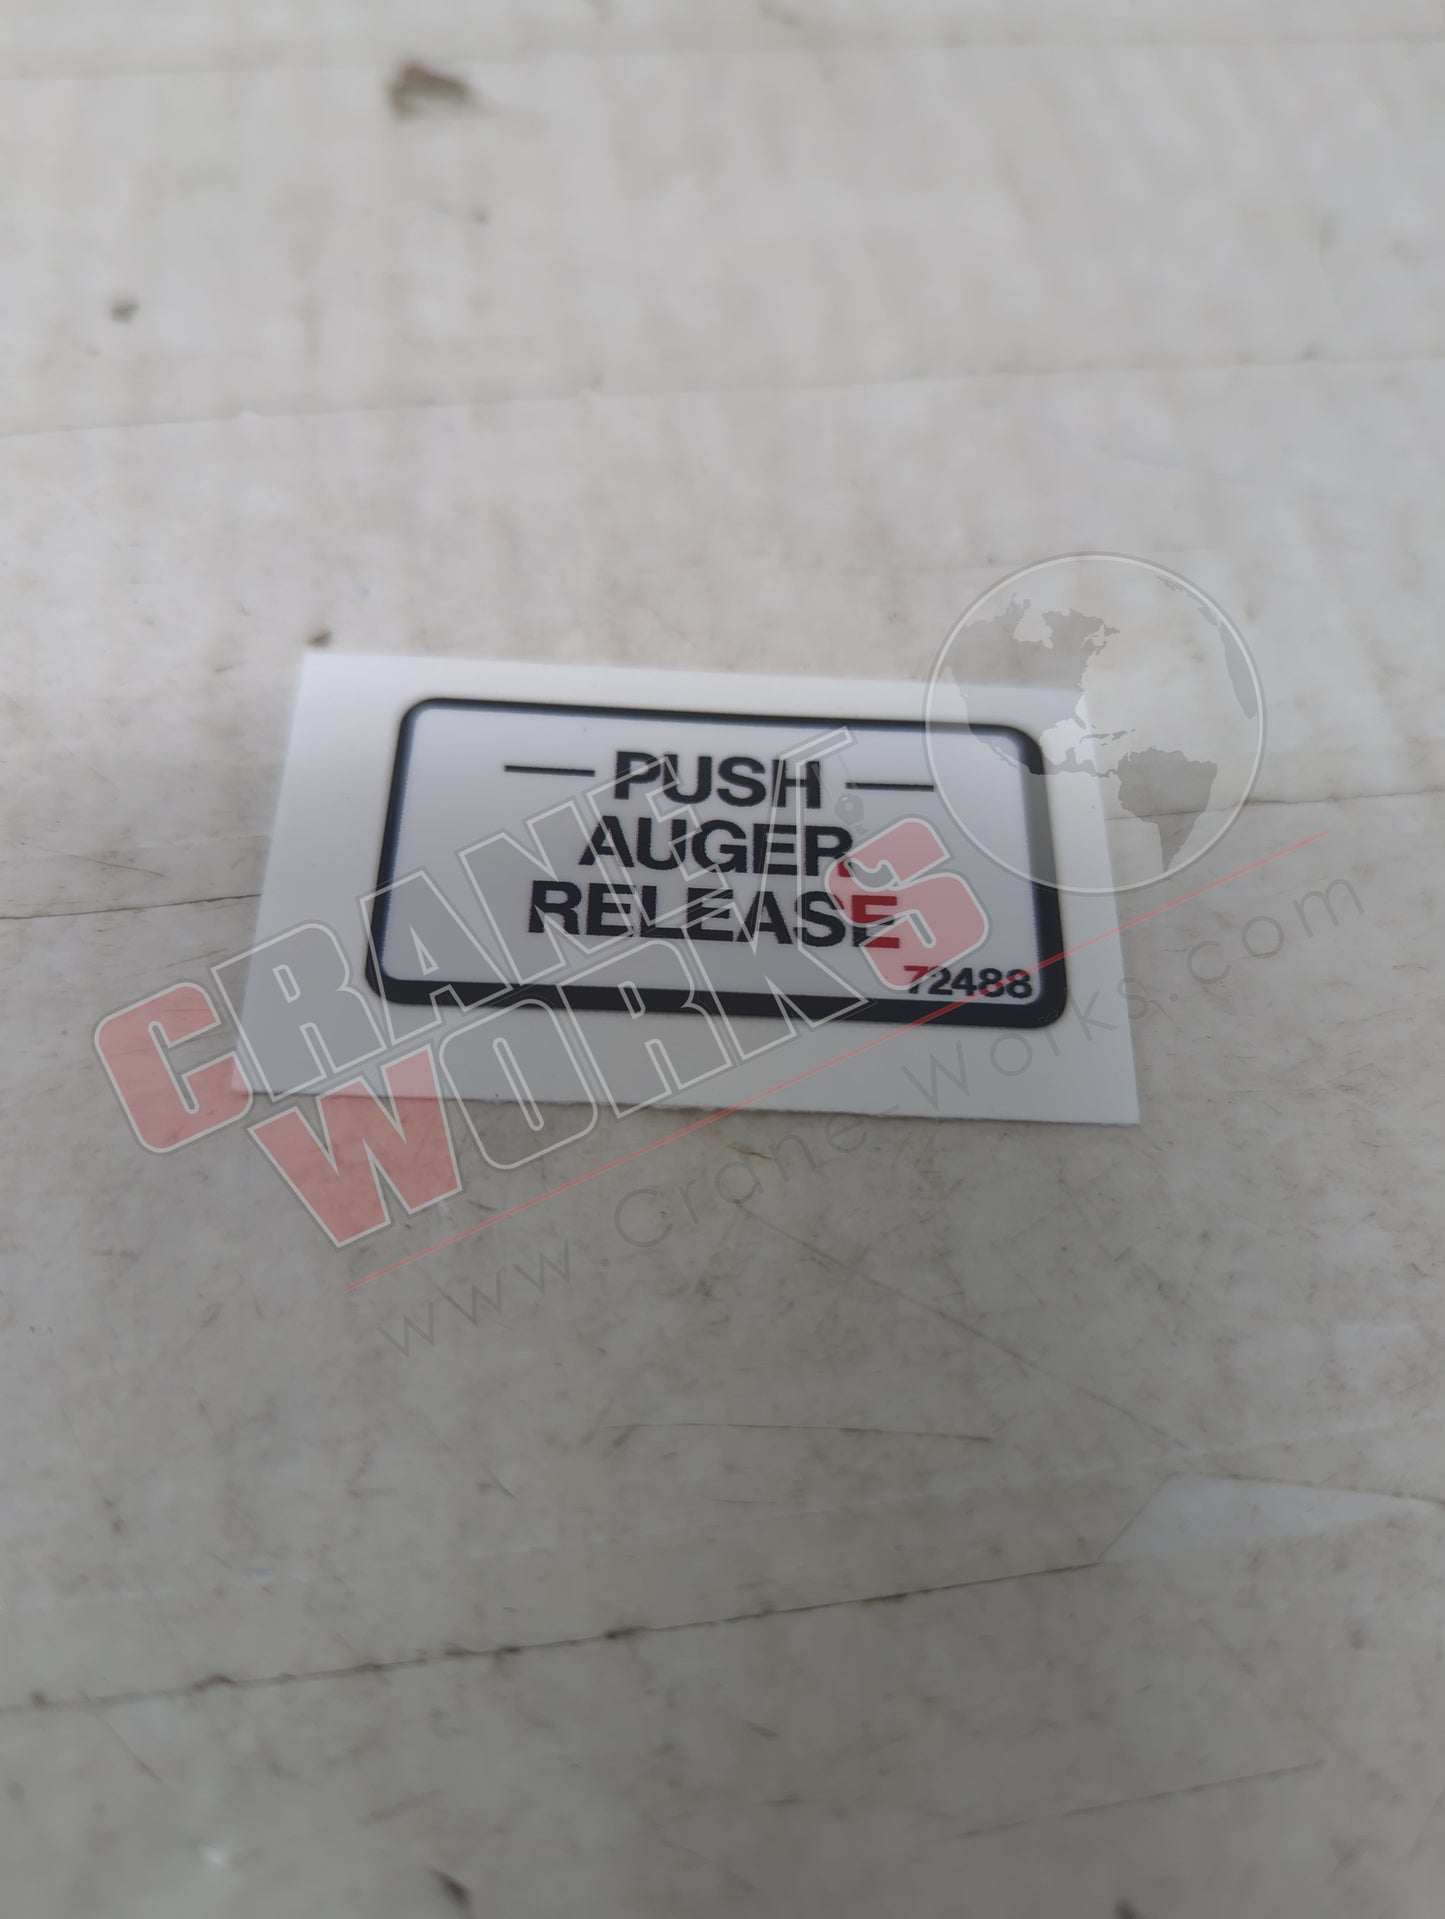 — PUSH —
AUGER
RELEASE
72488
CRANE
WORKS
www.Crane-Works.com